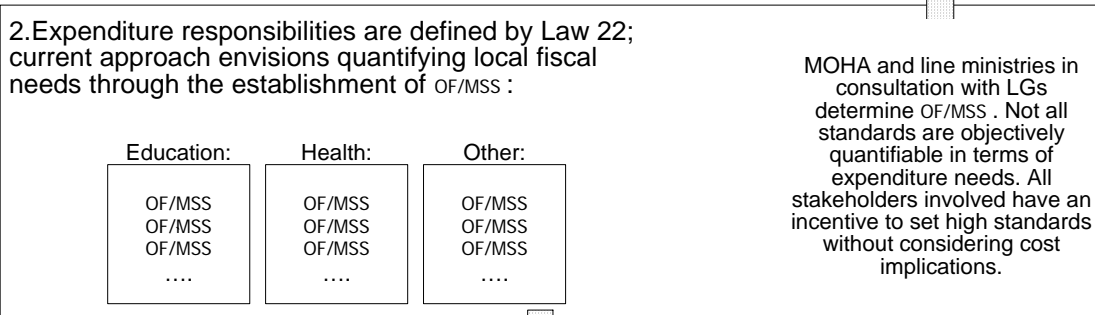 2.Expenditure responsibilities are defined by Law 22;
current approach envisions quantifying local fiscal
needs through the establishment of OF/MSS :
Education:
OF/MSS
OF/MSS
OF/MSS
....
Health:
OF/MSS
OF/MSS
OF/MSS
....
Other:
OF/MSS
OF/MSS
OF/MSS
....
MOHA and line ministries in
consultation with LGs
determine OF/MSS . Not all
standards are objectively
quantifiable in terms of
expenditure needs. All
stakeholders involved have an
incentive to set high standards
without considering cost
implications.